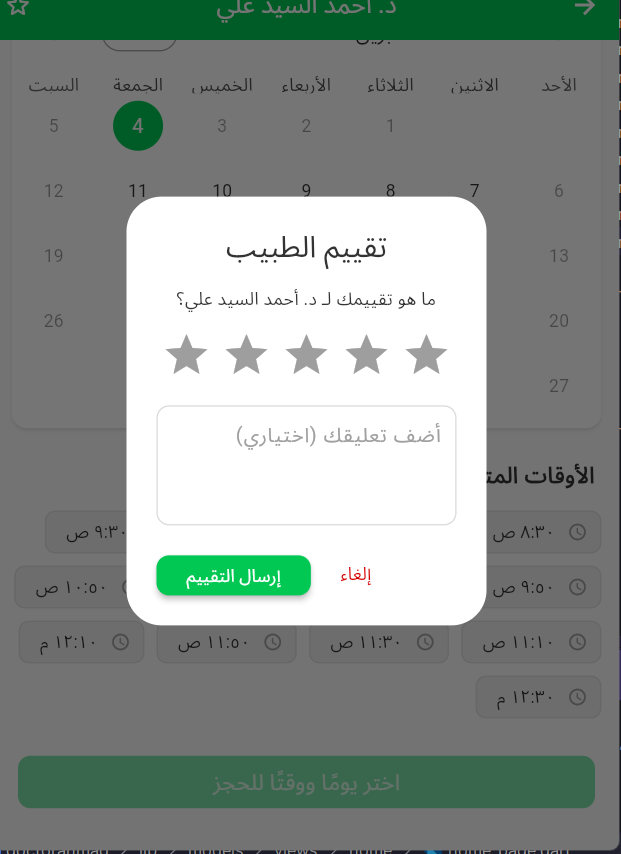 د. أحمد السيد علي
الأحد الاثنين الثلاثاء الأربعاء الخميس الجمعة السبت
1 2 3 4 5
6 7 8 9 10 11 12
13 19
20 26
27
تقييم الطبيب
ما هو تقييمك لـ د. أحمد السيد علي؟
أضف تعليقك (اختياري)
إلغاء إرسال التقييم
الأوقات
٨:٣٠ ص ٩:٣٠ ص
٩:٥٠ ص ١٠:٥٠ ص
١١:١٠ ص ١١:٣٠ ص ١١:٥٠ ص ١٢:١٠ م
١٢:٣٠ م
اختر يومًا ووقتًا للحجز